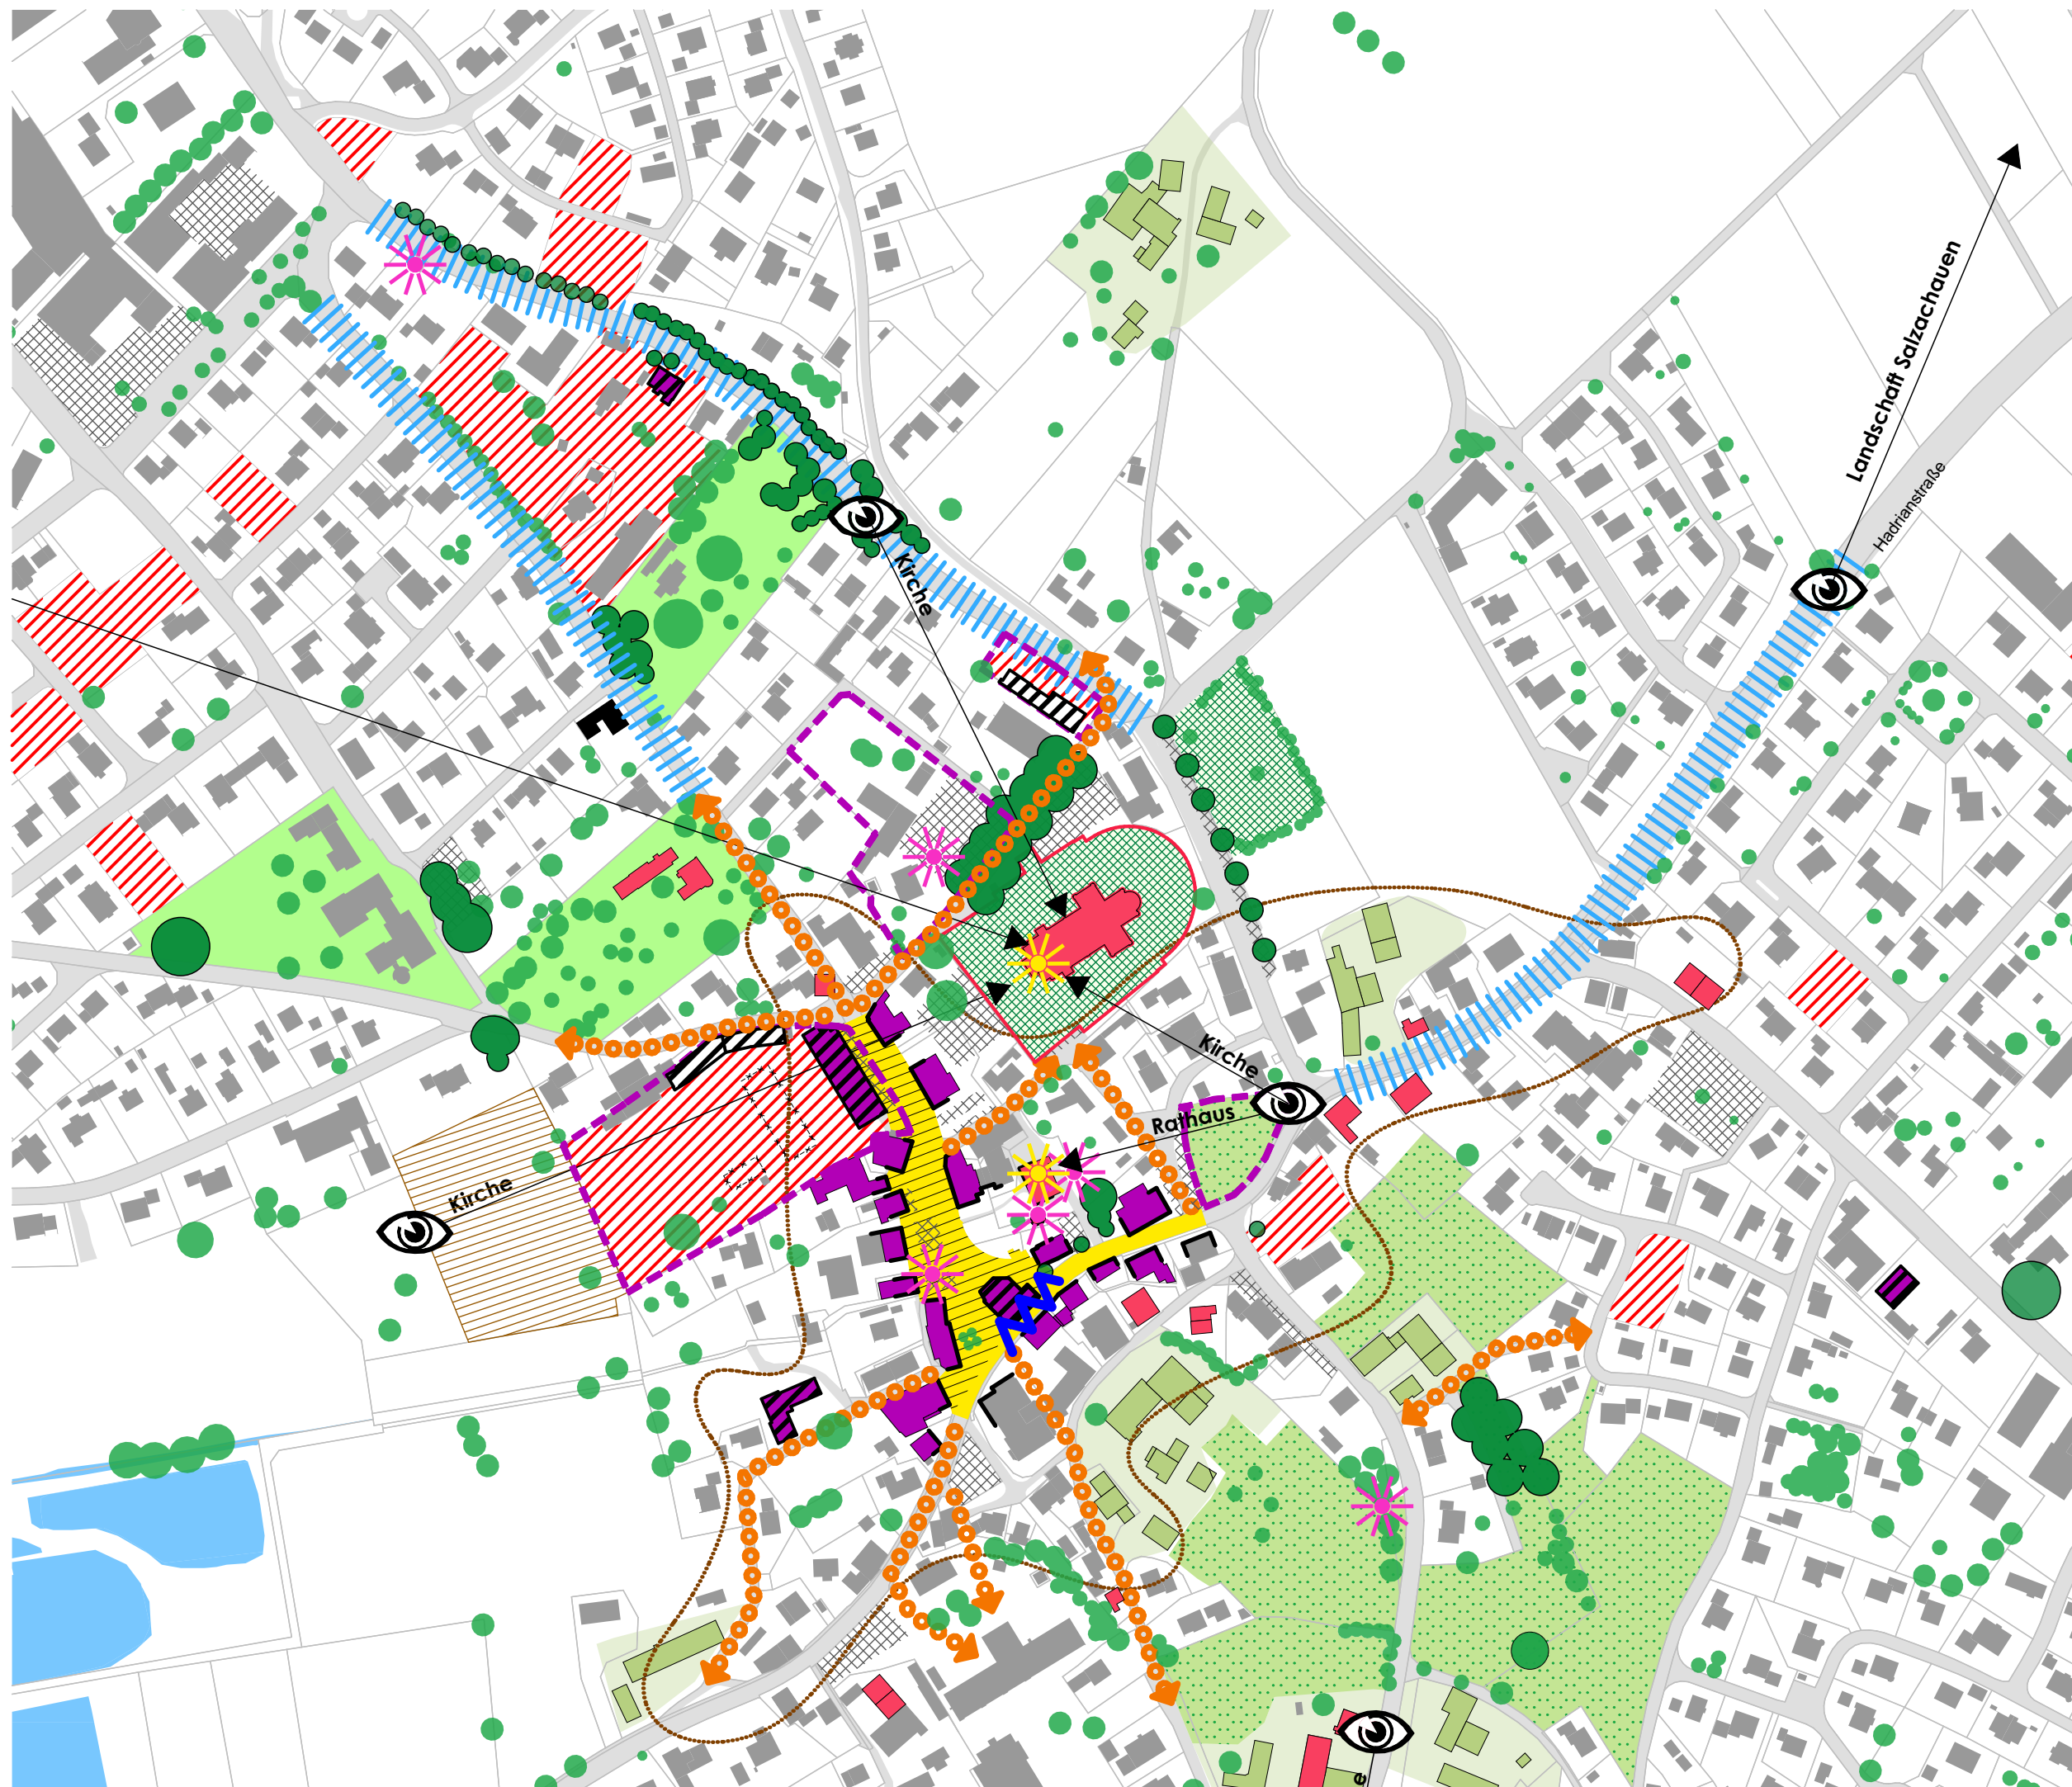 Landschaft Salzachauen
Hadrianstraße
Kirche
Kirche
Rathaus
Kirche
e